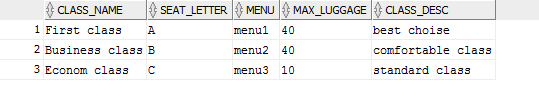 CLASS_NAME SEAT_LETTER MENU MAX_LUGGAGE CLASS_DESC
1 First class A menu1 40 best choise
2 Business class B menu2 40 comfortable class
3 Econom class C menu3 10 standard class